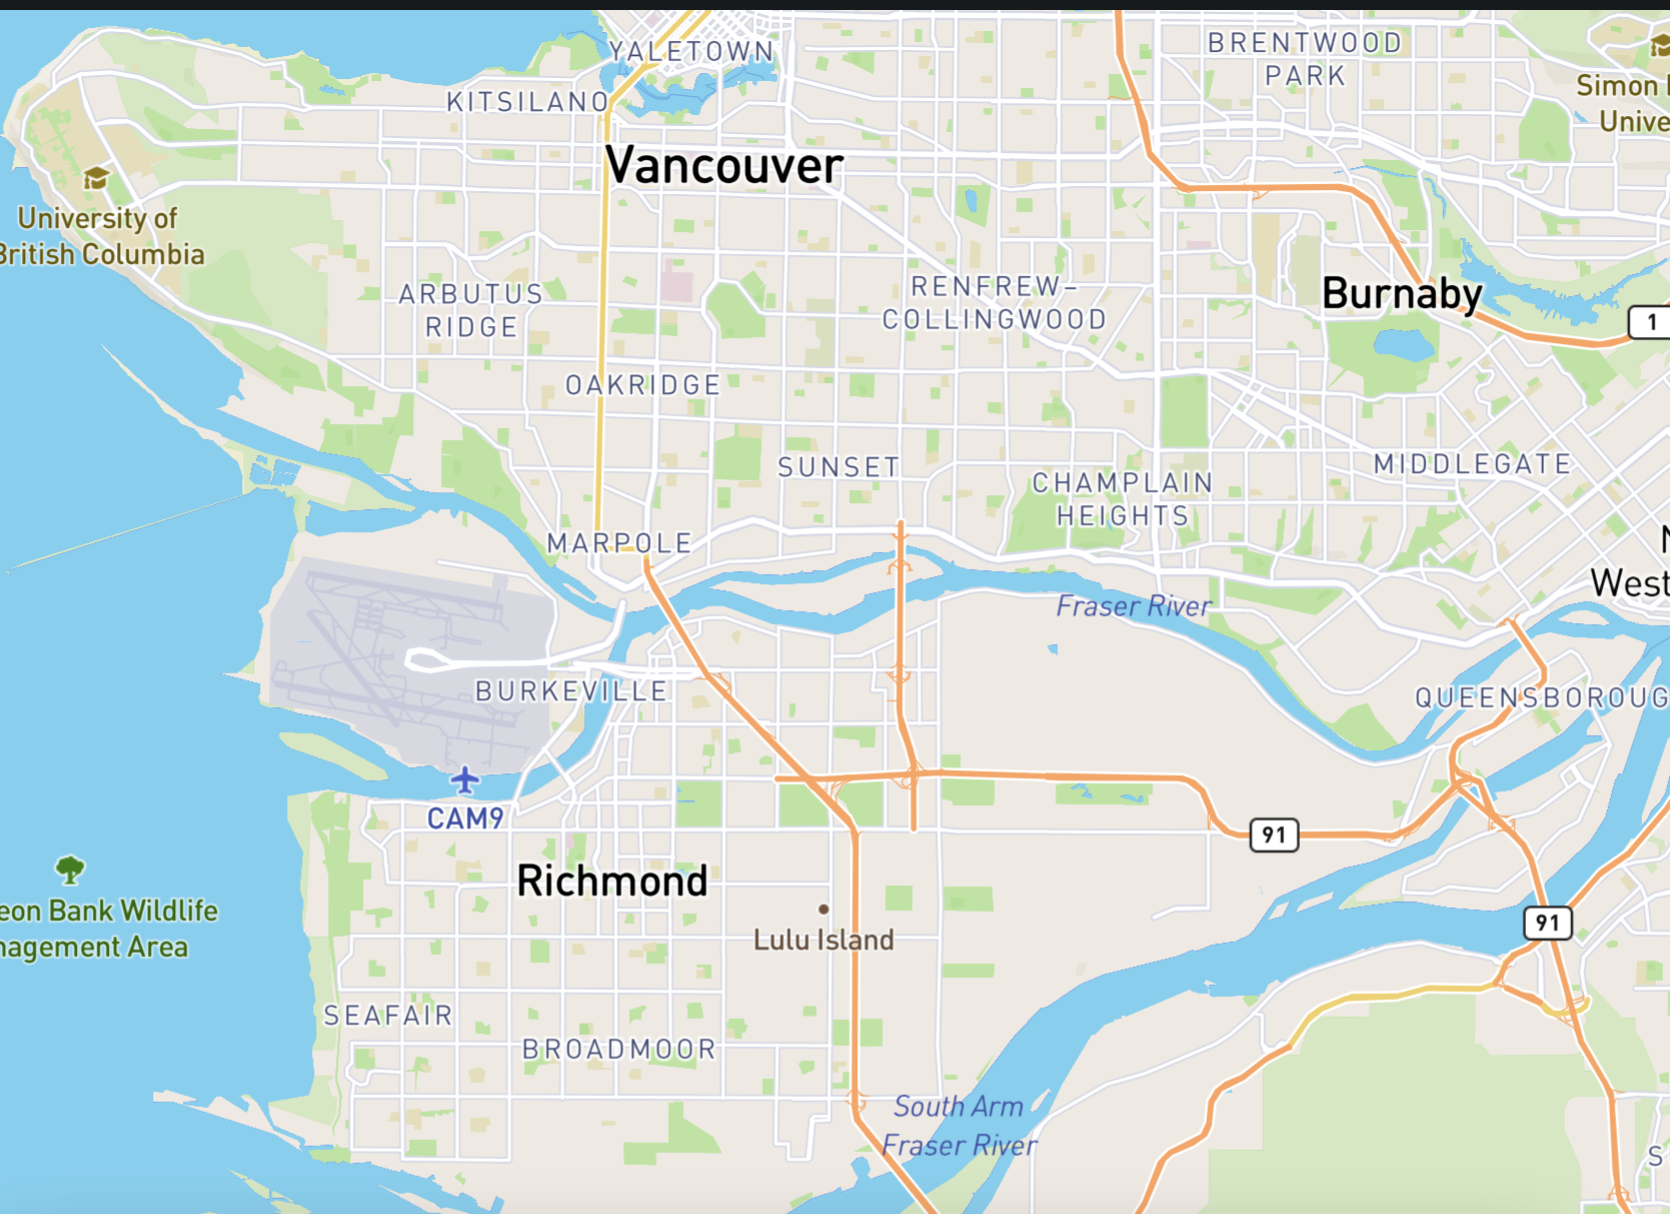 YALETOWN
BRENTWOOD
PARK
KITSILANO
Simon
Vancouver
University of
British Columbia
ARBUTUS
RIDGE
RENFREW-
COLLINGWOOD
Burnaby
1
OAKRIDGE
SUNSET
MIDDLEGATE
CHAMPLAIN
HEIGHTS
MARPOLE
West
Fraser River
BURKEVILLE
QUEENSBOROUG
CAM9
91
Richmond
eon Bank Wildlife
nagement Area
91
Lulu Island
SEAFAIR
BROADMOOR
South Arm
Fraser River